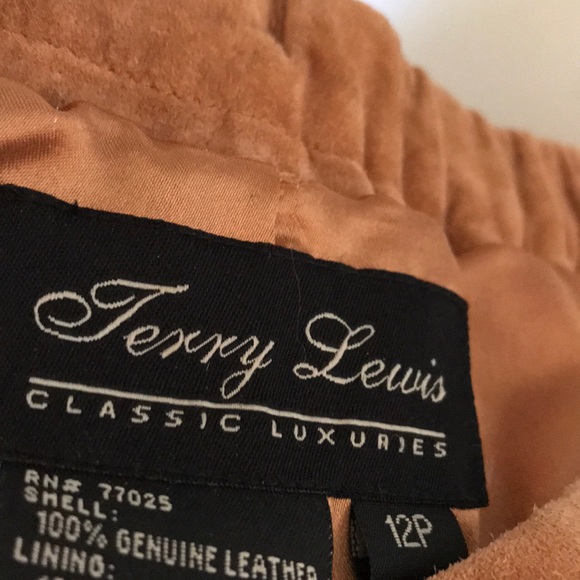 Terry Lewis
CLASSIC LUXURIES
RN# 77025
SHELL:
100% GENUINE LEATHER
LINING:
12P